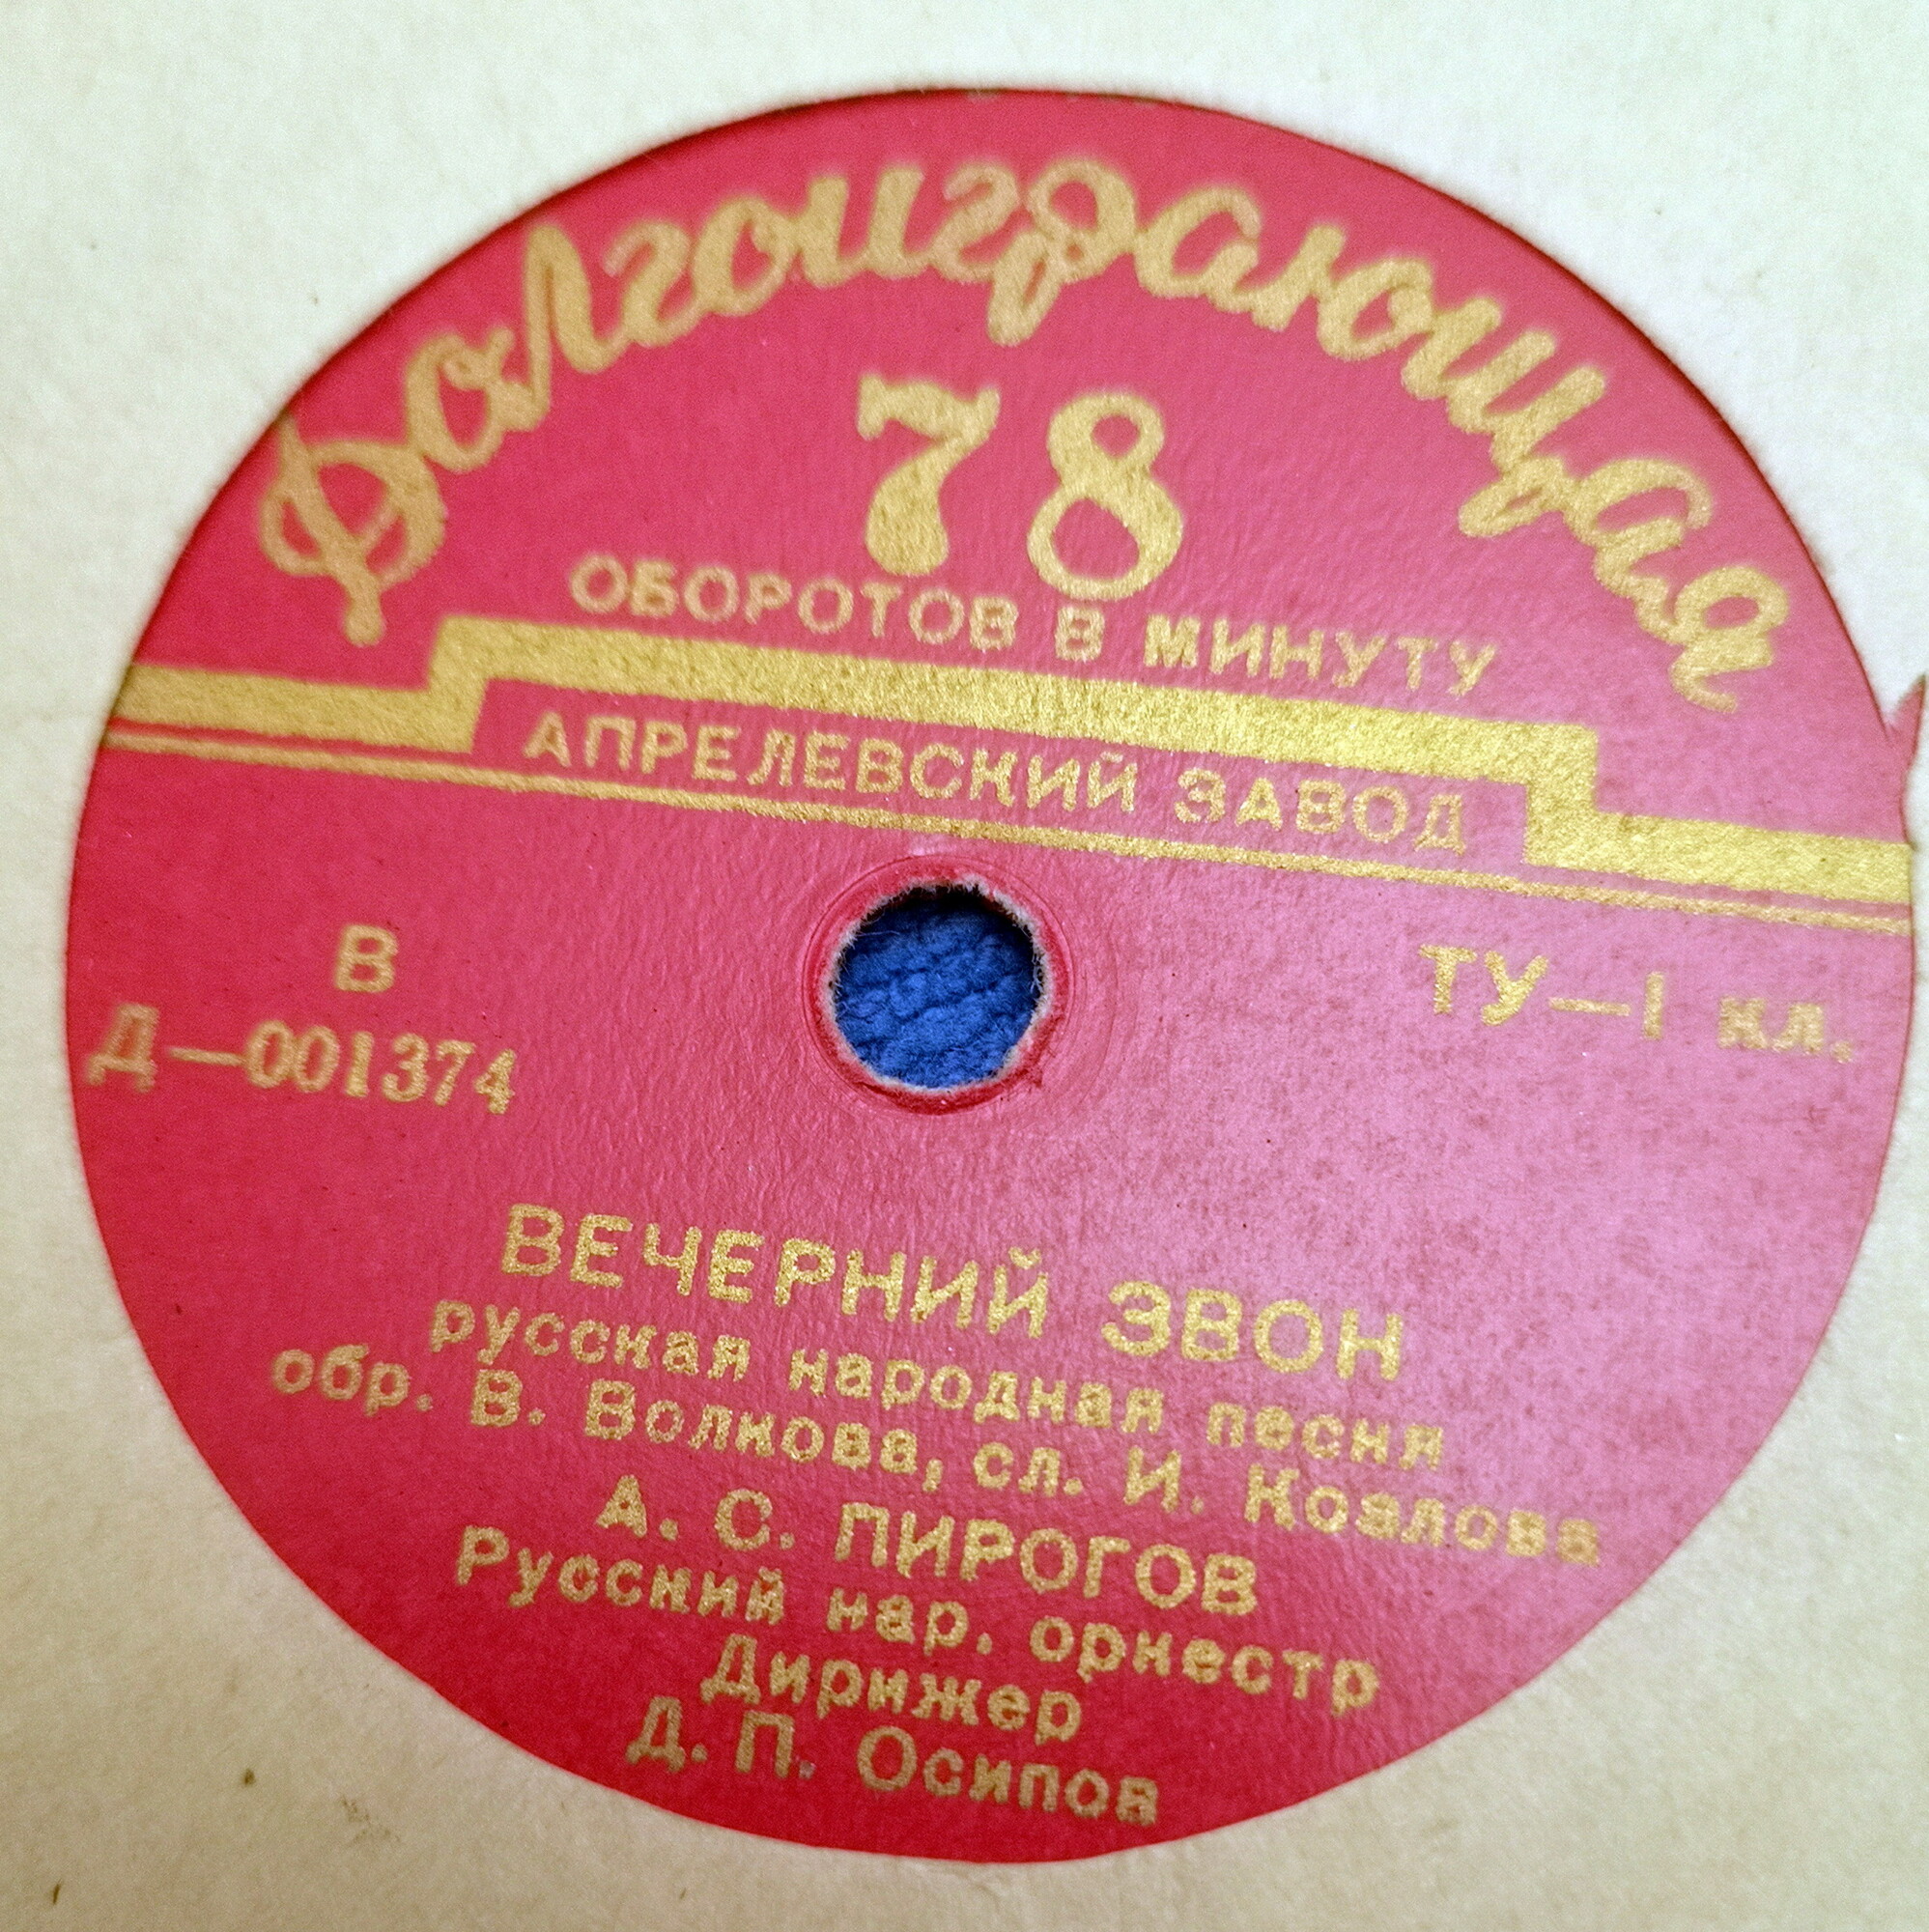 Долгоиграющая
78
ОБОРОТОВ В МИНУТУ
АПРЕЛЕВСКИЙ ЗАВОД
В
Д—001374
ТУ—1 кл.
ВЕЧЕРНИЙ ЗВОН
русская народная песня
обр. В. Волкова, сл. И. Козлова
А. С. ПИРОГОВ
Русский нар. оркестр
Дирижер
Д. П. Осипов